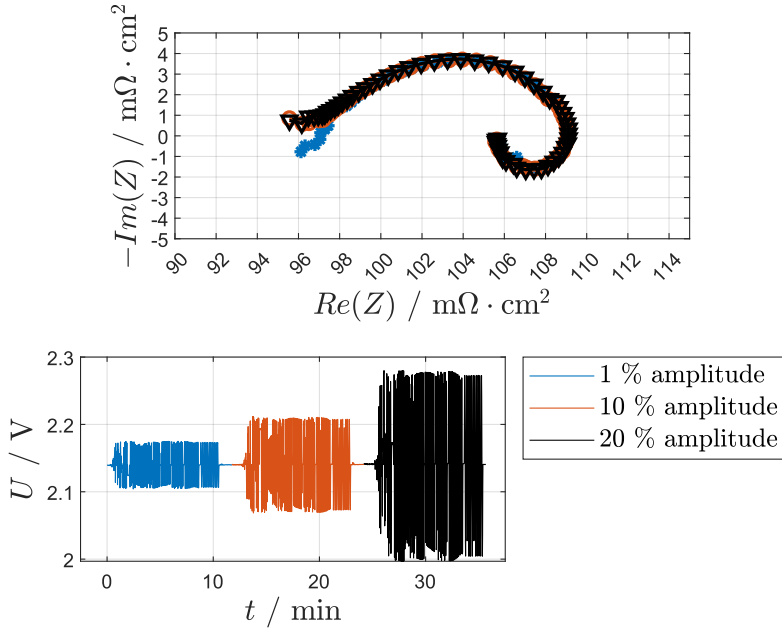 5
4
3
2
1
0
-1
-2
-3
-4
-5
−Im(Z) / mΩ · cm²
90 92 94 96 98 100 102 104 106 108 110 112 114
Re(Z) / mΩ · cm²
2.3
2.2
2.1
2
U / V
0 10 20 30
t / min
1 % amplitude
10 % amplitude
20 % amplitude